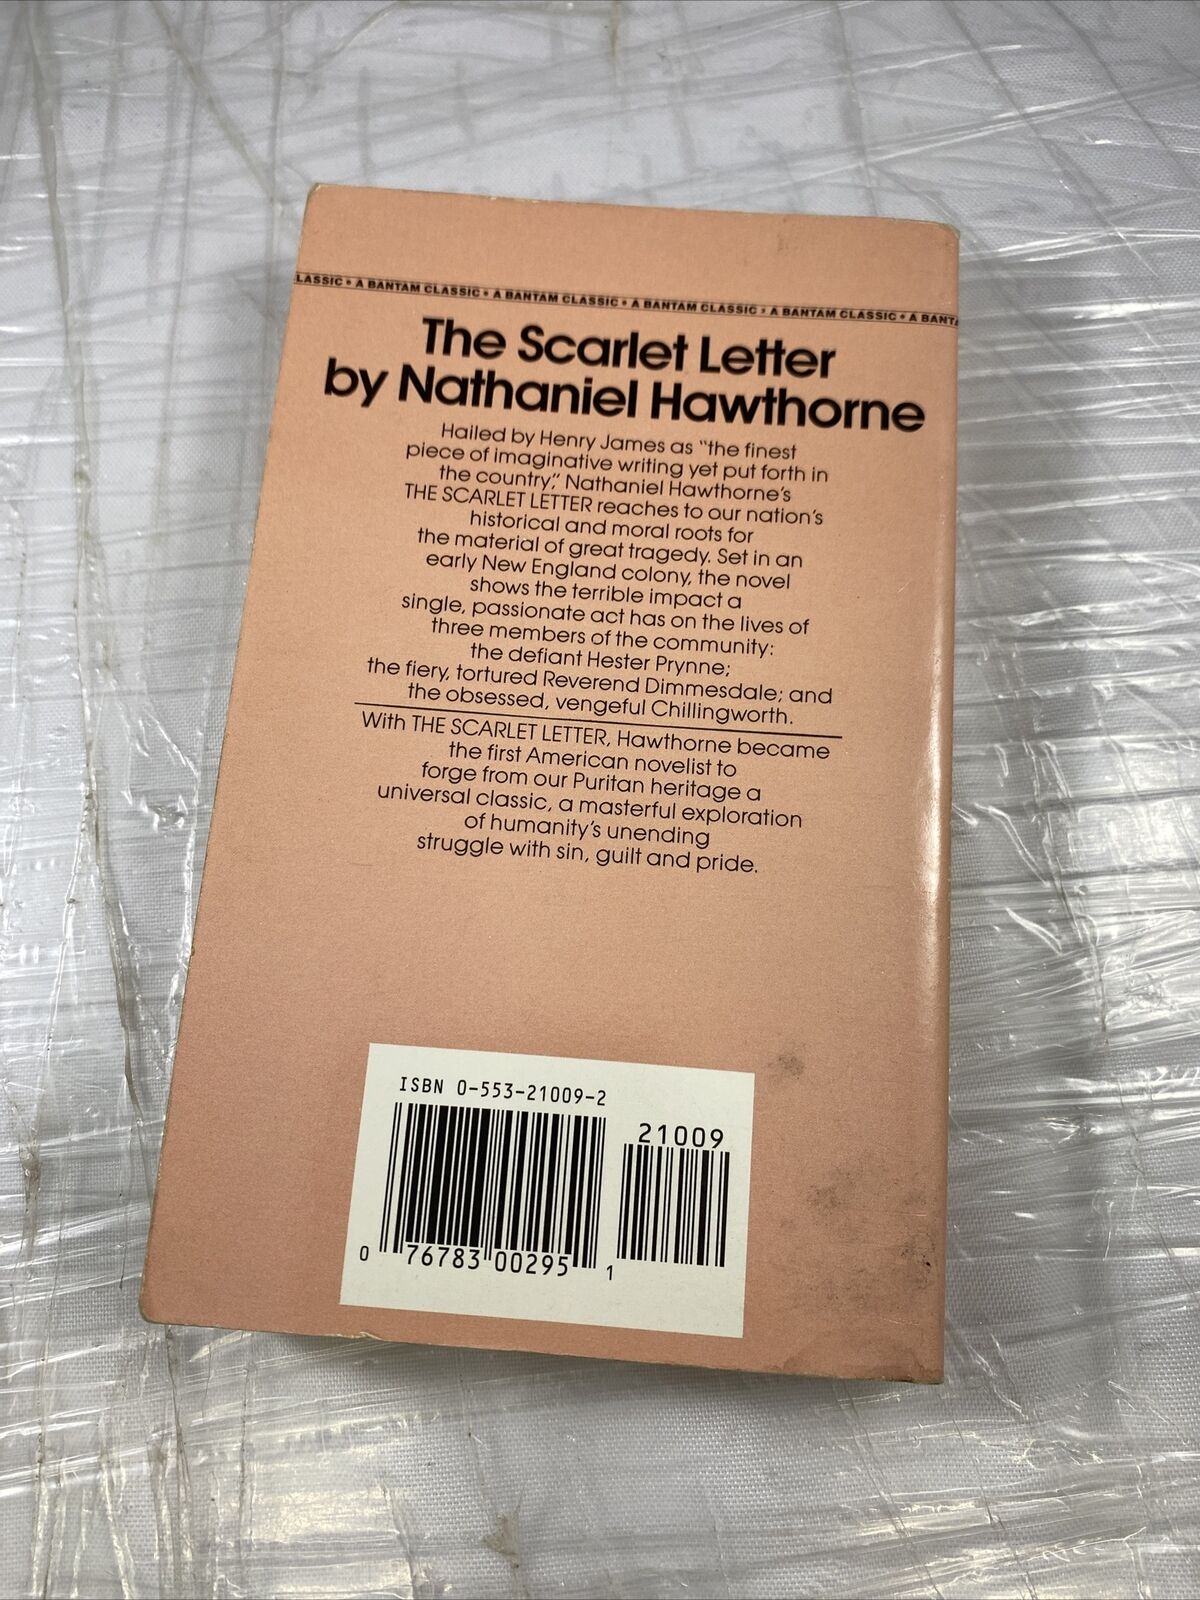 LASSIC • A BANTAM CLASSIC • A BANTAM CLASSIC • A BANTAM CLASSIC • A BANTAM CLASSIC • A BANTA
The Scarlet Letter
by Nathaniel Hawthorne
Hailed by Henry James as "the finest
piece of imaginative writing yet put forth in
the country," Nathaniel Hawthorne's
THE SCARLET LETTER reaches to our nation's
historical and moral roots for
the material of great tragedy. Set in an
early New England colony, the novel
shows the terrible impact a
single, passionate act has on the lives of
three members of the community:
the defiant Hester Prynne;
the fiery, tortured Reverend Dimmesdale; and
the obsessed, vengeful Chillingworth.
With THE SCARLET LETTER, Hawthorne became
the first American novelist to
forge from our Puritan heritage a
universal classic, a masterful exploration
of humanity's unending
struggle with sin, guilt and pride.
ISBN 0-553-21009-2
21009
0 76783 00295 1